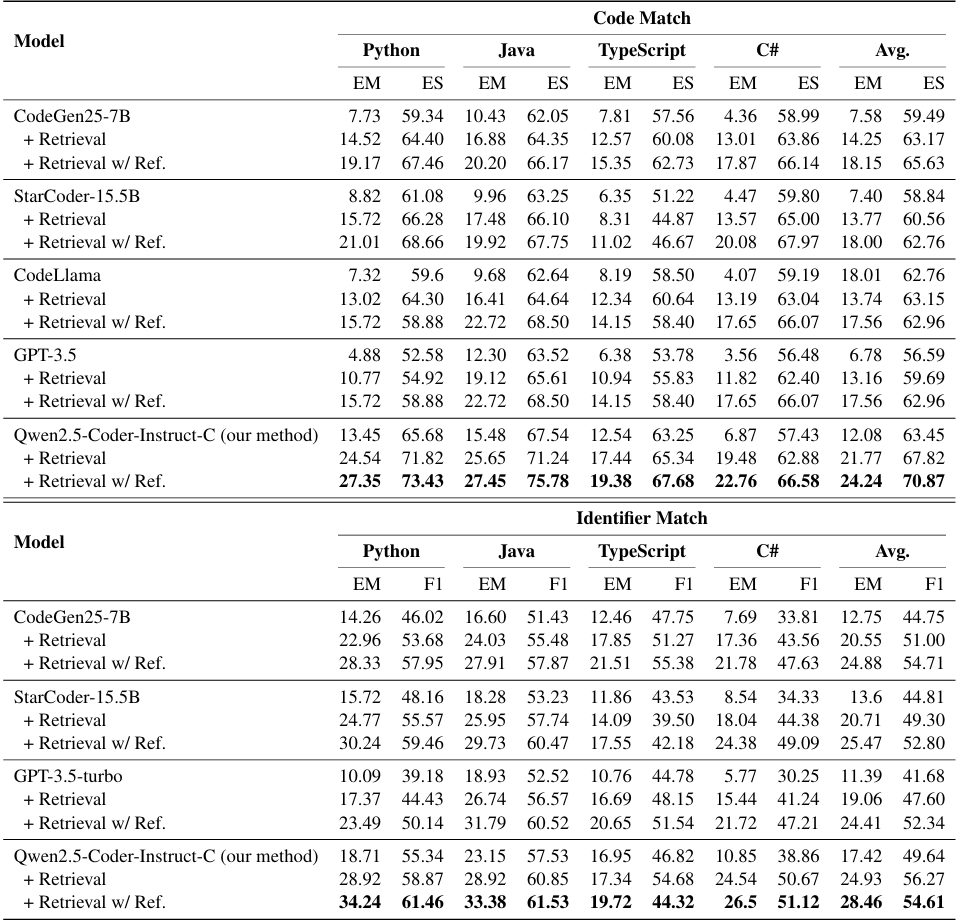 Code Match
Model
Python Java TypeScript C# Avg.
EM ES EM ES EM ES EM ES EM ES
CodeGen25-7B 7.73 59.34 10.43 62.05 7.81 57.56 4.36 58.99 7.58 59.49
+ Retrieval 14.52 64.40 16.88 64.35 12.57 60.08 13.01 63.86 14.25 63.17
+ Retrieval w/ Ref. 19.17 67.46 20.20 66.17 15.35 62.73 17.87 66.14 18.15 65.63
StarCoder-15.5B 8.82 61.08 9.96 63.25 6.35 51.22 4.47 59.80 7.40 58.84
+ Retrieval 15.72 66.28 17.48 66.10 8.31 44.87 13.57 65.00 13.77 60.56
+ Retrieval w/ Ref. 21.01 68.66 19.92 67.75 11.02 46.67 20.08 67.97 18.00 62.76
CodeLlama 7.32 59.6 9.68 62.64 8.19 58.50 4.07 59.19 18.01 62.76
+ Retrieval 13.02 64.30 16.41 64.64 12.34 60.64 13.19 63.04 13.74 63.15
+ Retrieval w/ Ref. 15.72 58.88 22.72 68.50 14.15 58.40 17.65 66.07 17.56 62.96
GPT-3.5 4.88 52.58 12.30 63.52 6.38 53.78 3.56 56.48 6.78 56.59
+ Retrieval 10.77 54.92 19.12 65.61 10.94 55.83 11.82 62.40 13.16 59.69
+ Retrieval w/ Ref. 15.72 58.88 22.72 68.50 14.15 58.40 17.65 66.07 17.56 62.96
Qwen2.5-Coder-Instruct-C (our method) 13.45 65.68 15.48 67.54 12.54 63.25 6.87 57.43 12.08 63.45
+ Retrieval 24.54 71.82 25.65 71.24 17.44 65.34 19.48 62.88 21.77 67.82
+ Retrieval w/ Ref. 27.35 73.43 27.45 75.78 19.38 67.68 22.76 66.58 24.24 70.87
Identifier Match
Model
Python Java TypeScript C# Avg.
EM F1 EM F1 EM F1 EM F1 EM F1
CodeGen25-7B 14.26 46.02 16.60 51.43 12.46 47.75 7.69 33.81 12.75 44.75
+ Retrieval 22.96 53.68 24.03 55.48 17.85 51.27 17.36 43.56 20.55 51.00
+ Retrieval w/ Ref. 28.33 57.95 27.91 57.87 21.51 55.38 21.78 47.63 24.88 54.71
StarCoder-15.5B 15.72 48.16 18.28 53.23 11.86 43.53 8.54 34.33 13.6 44.81
+ Retrieval 24.77 55.57 25.95 57.74 14.09 39.50 18.04 44.38 20.71 49.30
+ Retrieval w/ Ref. 30.24 59.46 29.73 60.47 17.55 42.18 24.38 49.09 25.47 52.80
GPT-3.5-turbo 10.09 39.18 18.93 52.52 10.76 44.78 5.77 30.25 11.39 41.68
+ Retrieval 17.37 44.43 26.74 56.57 16.69 48.15 15.44 41.24 19.06 47.60
+ Retrieval w/ Ref. 23.49 50.14 31.79 60.52 20.65 51.54 21.72 47.21 24.41 52.34
Qwen2.5-Coder-Instruct-C (our method) 18.71 55.34 23.15 57.53 16.95 46.82 10.85 38.86 17.42 49.64
+ Retrieval 28.92 58.87 28.92 60.85 17.34 54.68 24.54 50.67 24.93 56.27
+ Retrieval w/ Ref. 34.24 61.46 33.38 61.53 19.72 44.32 26.5 51.12 28.46 54.61